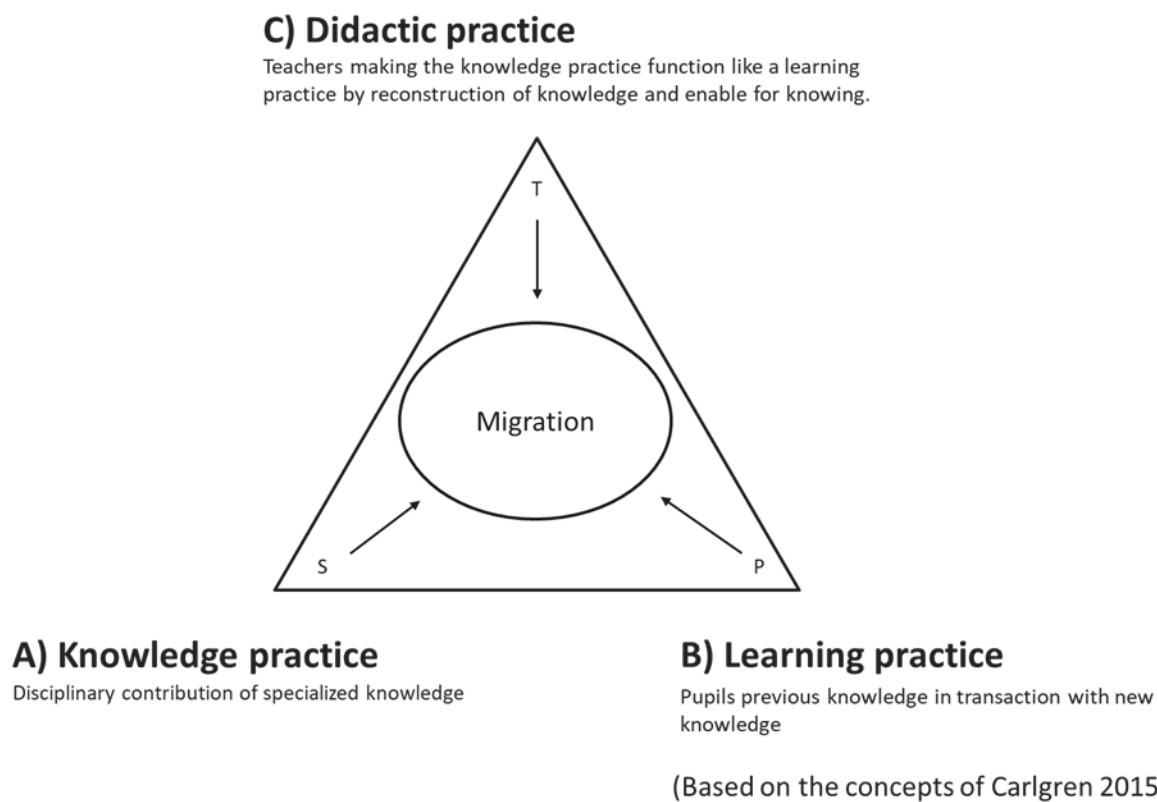 C) Didactic practice
Teachers making the knowledge practice function like a learning
practice by reconstruction of knowledge and enable for knowing.
T
Migration
S
P
A) Knowledge practice
Disciplinary contribution of specialized knowledge
B) Learning practice
Pupils previous knowledge in transaction with new
knowledge
(Based on the concepts of Carlgren 2015